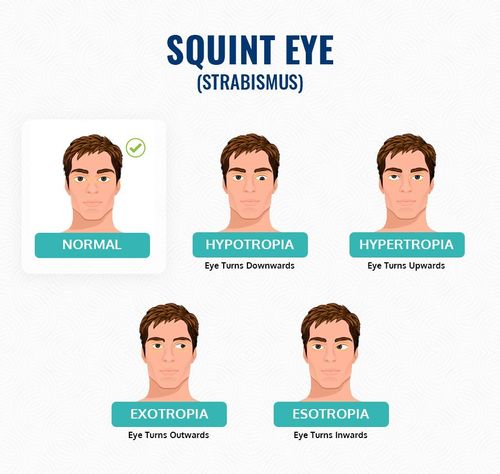 SQUINT EYE
(STRABISMUS)
NORMAL
HYPOTROPIA
Eye Turns Downwards
HYPERTROPIA
Eye Turns Upwards
EXOTROPIA
Eye Turns Outwards
ESOTROPIA
Eye Turns Inwards